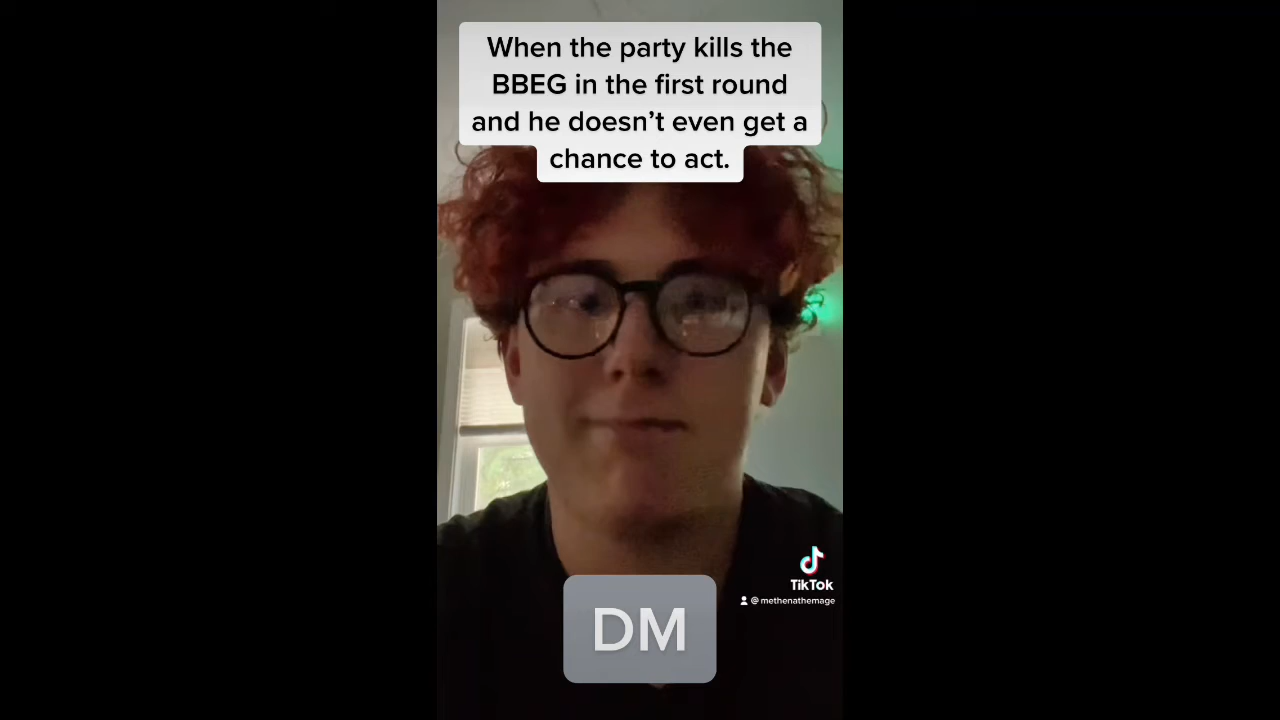 When the party kills the
BBEG in the first round
and he doesn’t even get a
chance to act.
TikTok
@ methenathemage
DM